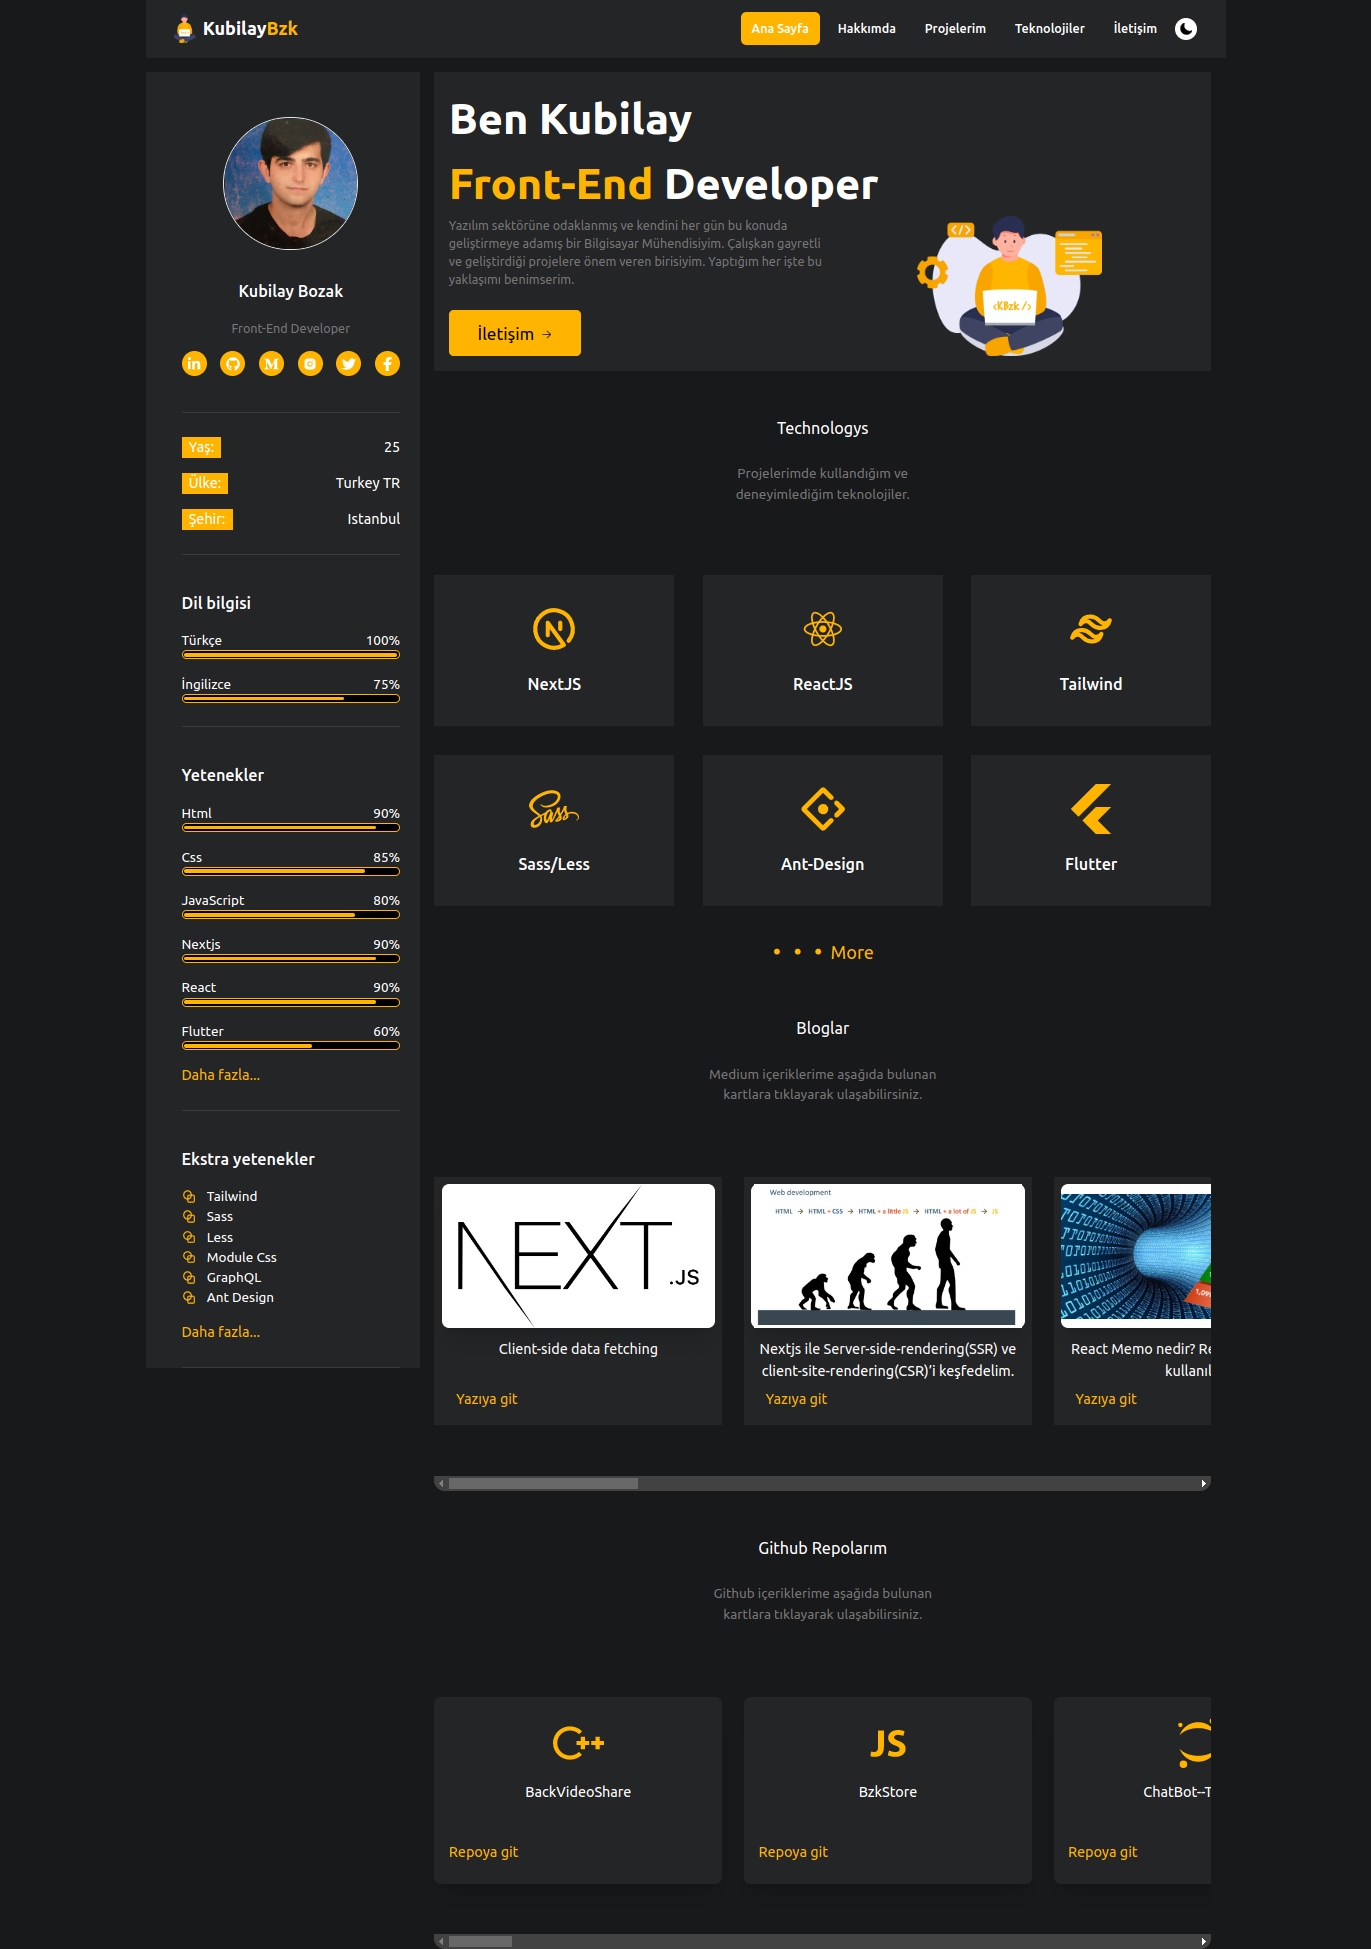 KubilayBzk
Ana Sayfa
Hakkımda
Projelerim
Teknolojiler
İletişim
Kubilay Bozak
Front-End Developer
Yaş:
25
Ülke:
Turkey TR
Şehir:
Istanbul
Dil bilgisi
Türkçe
100%
İngilizce
75%
Yetenekler
Html
90%
Css
85%
JavaScript
80%
Nextjs
90%
React
90%
Flutter
60%
Daha fazla...
Ekstra yetenekler
Tailwind
Sass
Less
Module Css
GraphQL
Ant Design
Daha fazla...
Ben Kubilay
Front-End Developer
Yazılım sektörüne odaklanmış ve kendini her gün bu konuda
geliştirmeye adamış bir Bilgisayar Mühendisiyim. Çalışkan gayretli
ve geliştirdiği projelere önem veren birisiyim. Yaptığım her işte bu
yaklaşımı benimserim.
İletişim →
</>
<KBzk />
Technologys
Projelerimde kullandığım ve
deneyimlediğim teknolojiler.
NextJS
ReactJS
Tailwind
Sass
Sass/Less
Ant-Design
Flutter
• • • More
Bloglar
Medium içeriklerime aşağıda bulunan
kartlara tıklayarak ulaşabilirsiniz.
NEXT.JS
Client-side data fetching
Yazıya git
Web development
HTML → HTML + CSS → HTML + a little JS → HTML + a lot of JS → JS
Nextjs ile Server-side-rendering(SSR) ve
client-site-rendering(CSR)’i keşfedelim.
Yazıya git
React Memo nedir?
Yazıya git
Github Repolarım
Github içeriklerime aşağıda bulunan
kartlara tıklayarak ulaşabilirsiniz.
C++
BackVideoShare
Repoya git
JS
BzkStore
Repoya git
ChatBot--T
Repoya git